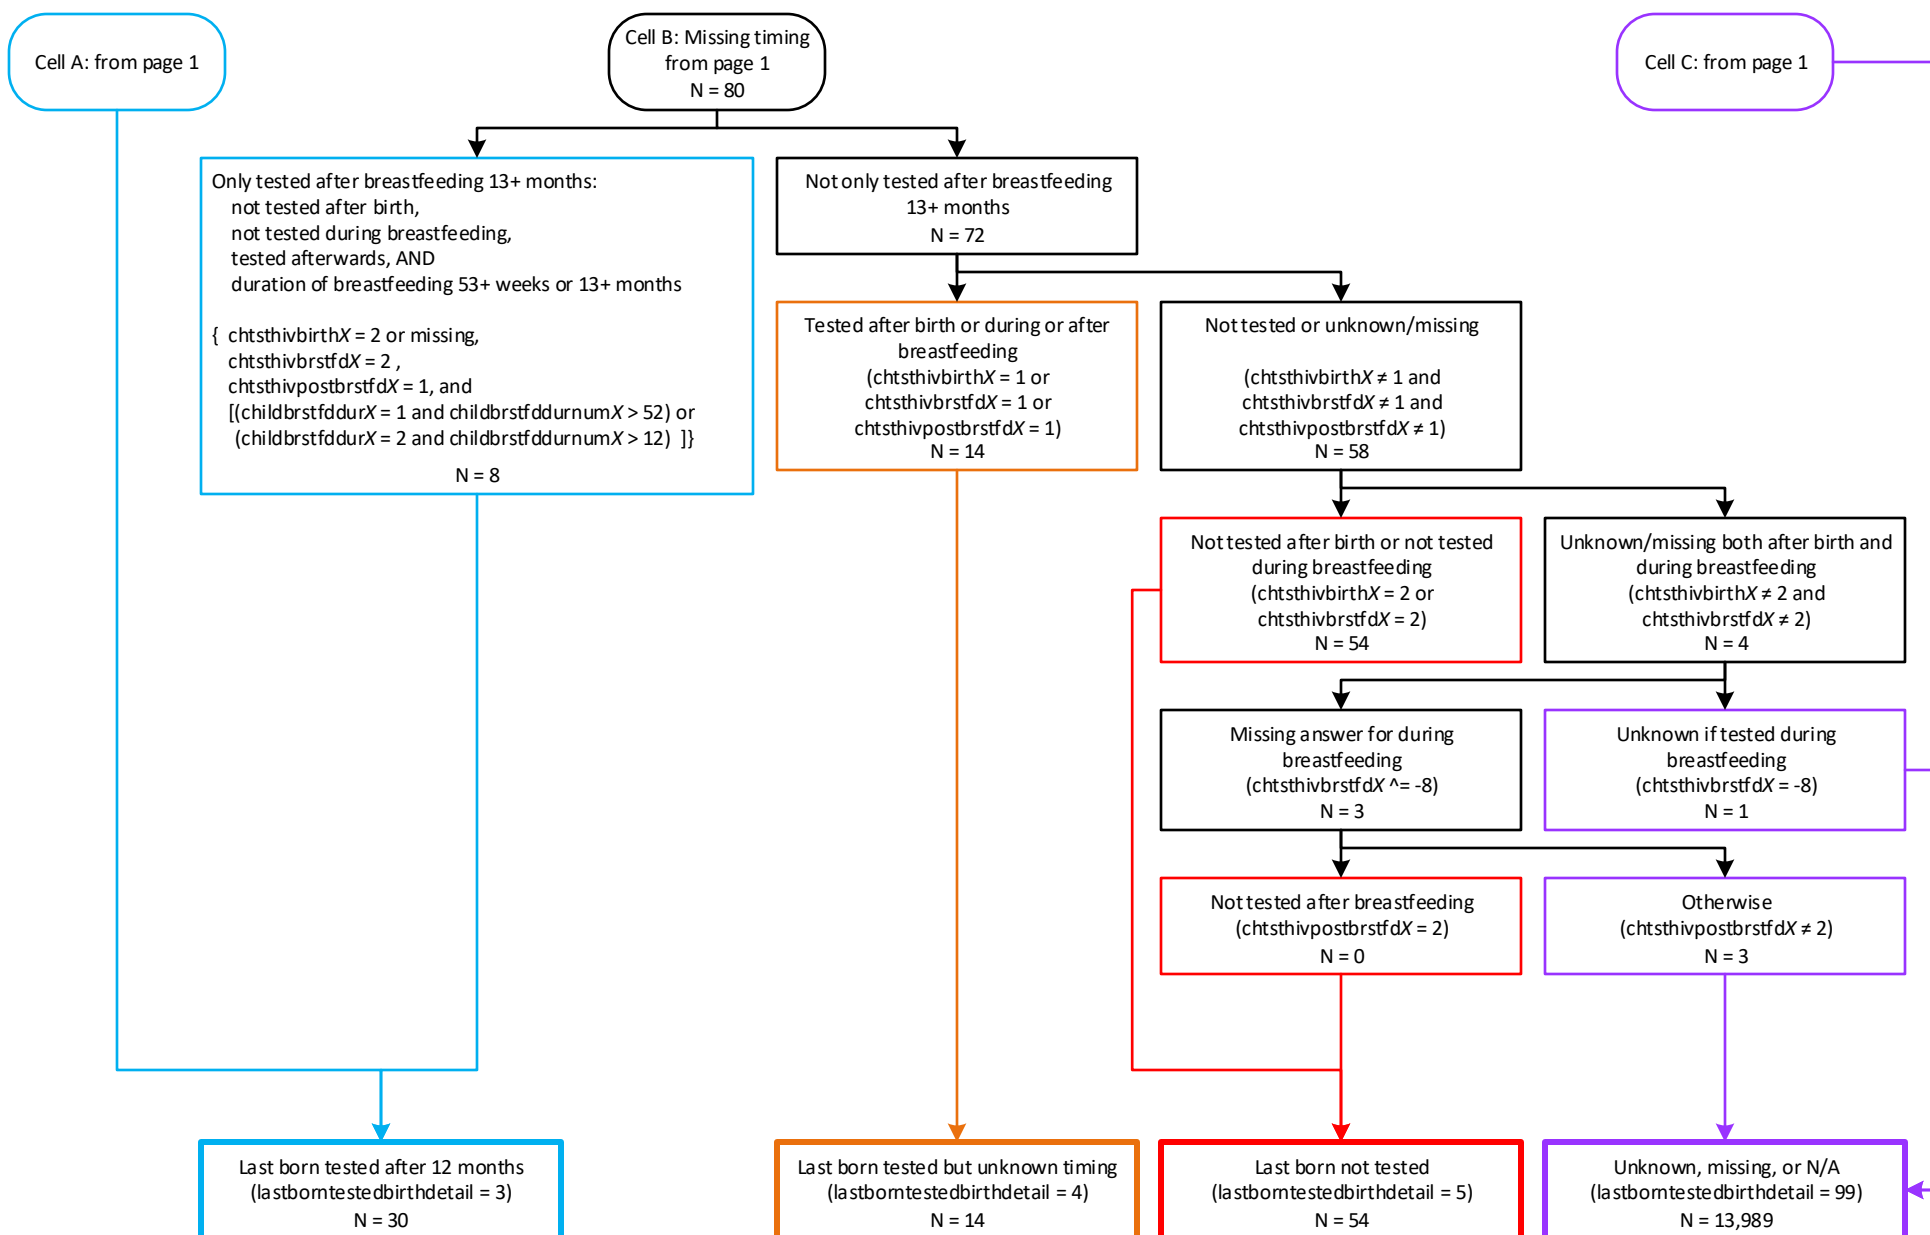 Cell A: from page 1
Cell B: Missing timing
from page 1
N = 80
Cell C: from page 1
Only tested after breastfeeding 13+ months:
not tested after birth,
not tested during breastfeeding,
tested afterwards, AND
duration of breastfeeding 53+ weeks or 13+ months
{ chtsthivbirthX = 2 or missing,
chtsthivbrstfdX = 2 ,
chtsthivpostbrstfdX = 1, and
[(childbrstfddurX = 1 and childbrstfddurnumX > 52) or
(childbrstfddurX = 2 and childbrstfddurnumX > 12) ]}
N = 8
Not only tested after breastfeeding
13+ months
N = 72
Tested after birth or during or after
breastfeeding
(chtsthivbirthX = 1 or
chtsthivbrstfdX = 1 or
chtsthivpostbrstfdX = 1)
N = 14
Not tested or unknown/missing
(chtsthivbirthX ≠ 1 and
chtsthivbrstfdX ≠ 1 and
chtsthivpostbrstfdX ≠ 1)
N = 58
Not tested after birth or not tested
during breastfeeding
(chtsthivbirthX = 2 or
chtsthivbrstfdX = 2)
N = 54
Unknown/missing both after birth and
during breastfeeding
(chtsthivbirthX ≠ 2 and
chtsthivbrstfdX ≠ 2)
N = 4
Missing answer for during
breastfeeding
(chtsthivbrstfdX ^= -8)
N = 3
Unknown if tested during
breastfeeding
(chtsthivbrstfdX = -8)
N = 1
Not tested after breastfeeding
(chtsthivpostbrstfdX = 2)
N = 0
Otherwise
(chtsthivpostbrstfdX ≠ 2)
N = 3
Last born tested after 12 months
(lastborntestedbirthdetail = 3)
N = 30
Last born tested but unknown timing
(lastborntestedbirthdetail = 4)
N = 14
Last born not tested
(lastborntestedbirthdetail = 5)
N = 54
Unknown, missing, or N/A
(lastborntestedbirthdetail = 99)
N = 13,989